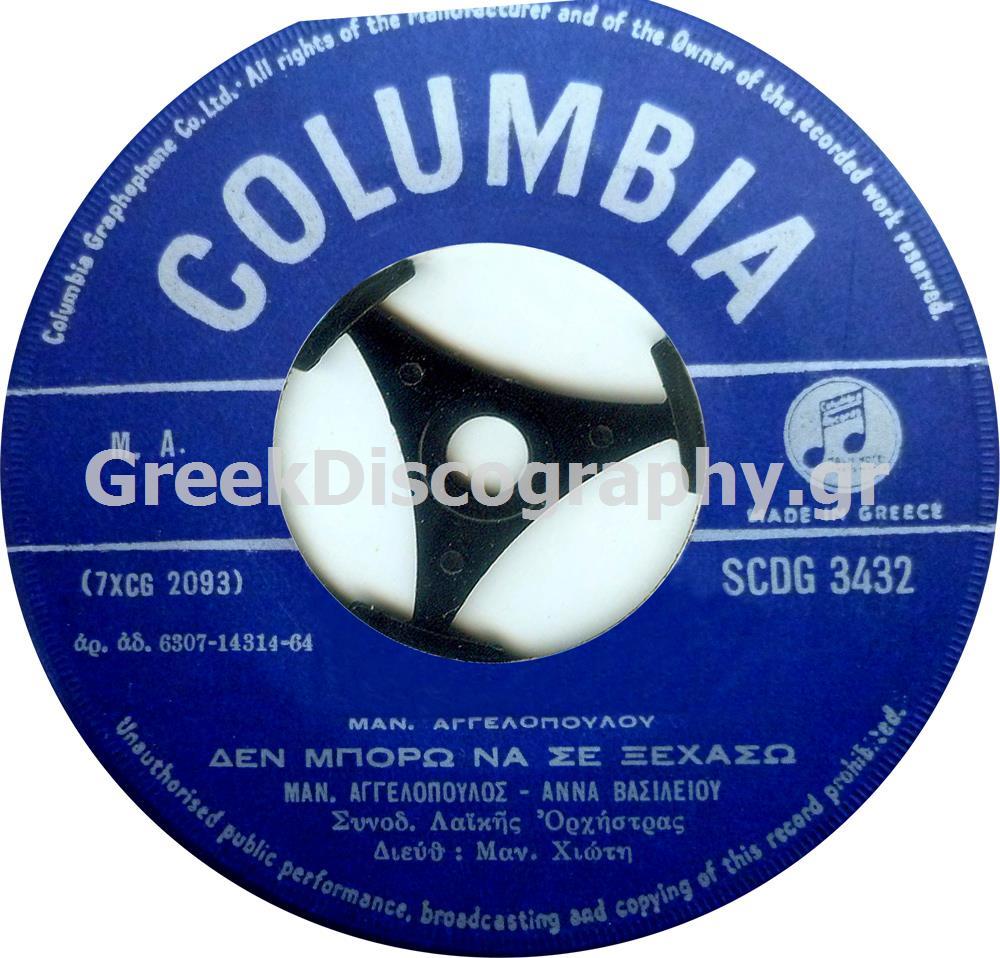 Columbia Graphophone Co. Ltd. · All rights of the Manufacturer and of the Owner of the recorded work reserved.
COLUMBIA
M. A.
GreekDiscography.gr
MADE IN GREECE
(7XCG 2093)
SCDG 3432
ἀρ. ἀδ. 6307-14314-64
ΜΑΝ. ΑΓΓΕΛΟΠΟΥΛΟΥ
ΔΕΝ ΜΠΟΡΩ ΝΑ ΣΕ ΞΕΧΑΣΩ
ΜΑΝ. ΑΓΓΕΛΟΠΟΥΛΟΣ - ΑΝΝΑ ΒΑΣΙΛΕΙΟΥ
Συνοδ. Λαϊκῆς Ὀρχήστρας
Διεύθ : Μαν. Χιώτη
Unauthorised public performance, broadcasting and copying of this record prohibited.